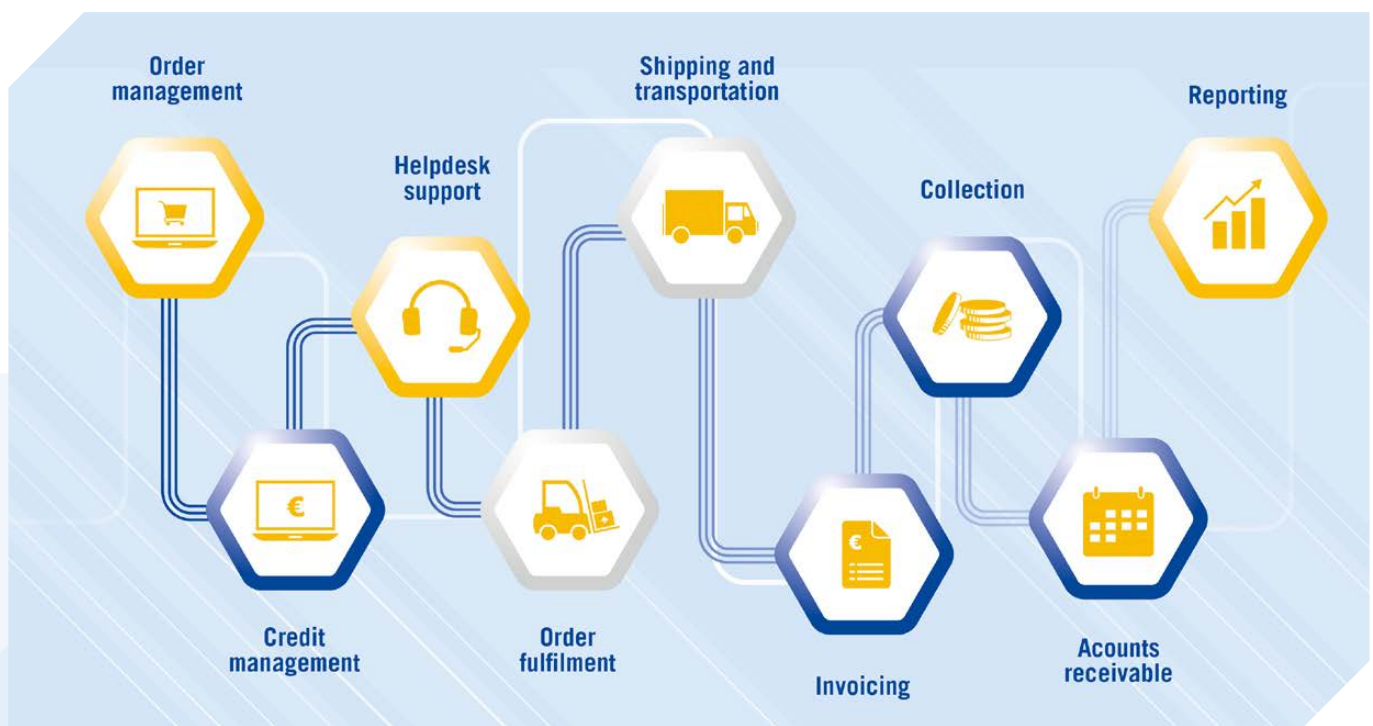 Order
management
Credit
management
Helpdesk
support
Order
fulfilment
Shipping and
transportation
Invoicing
Collection
Acounts
receivable
Reporting
€
€